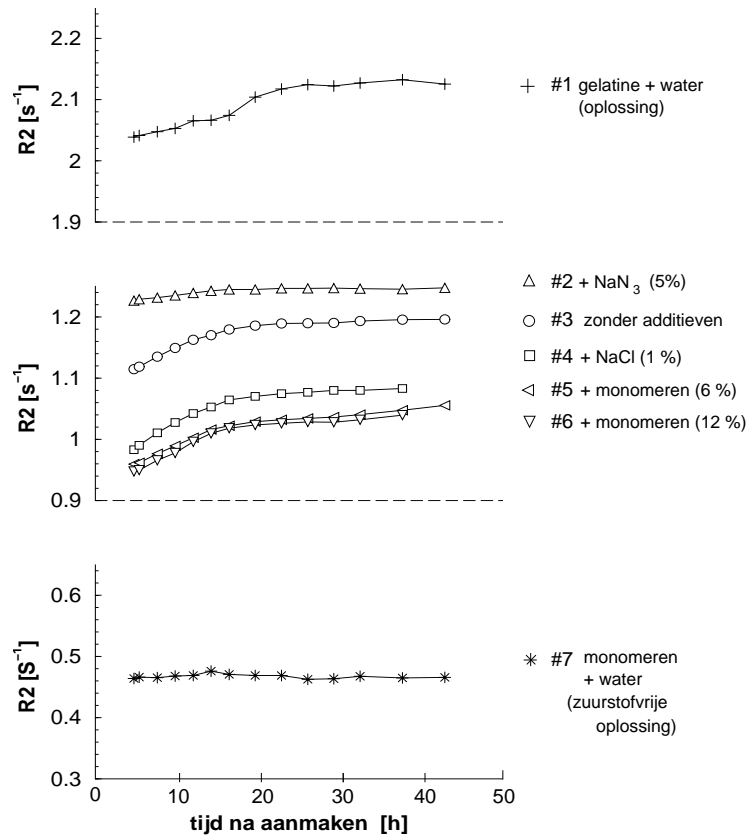 2.2
2.1
2
1.9
R2 [s⁻¹]
#1 gelatine + water
(oplossing)
1.2
1.1
1
0.9
R2 [s⁻¹]
#2 + NaN₃ (5%)
#3 zonder additieven
#4 + NaCl (1 %)
#5 + monomeren (6 %)
#6 + monomeren (12 %)
0.6
0.5
0.4
0.3
R2 [S⁻¹]
#7 monomeren
+ water
(zuurstofvrije
oplossing)
0 10 20 30 40 50
tijd na aanmaken [h]